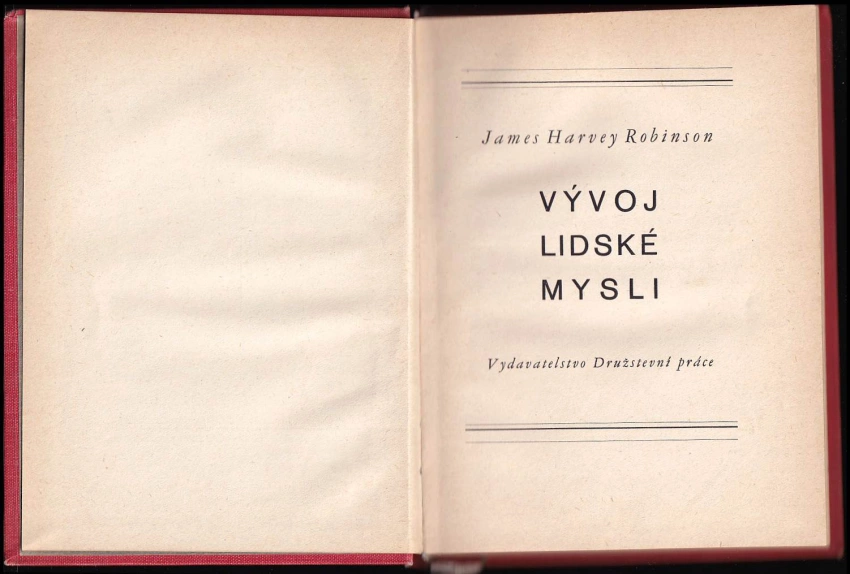 James Harvey Robinson
VÝVOJ
LIDSKÉ
MYSLI
Vydavatelstvo Družstevní práce